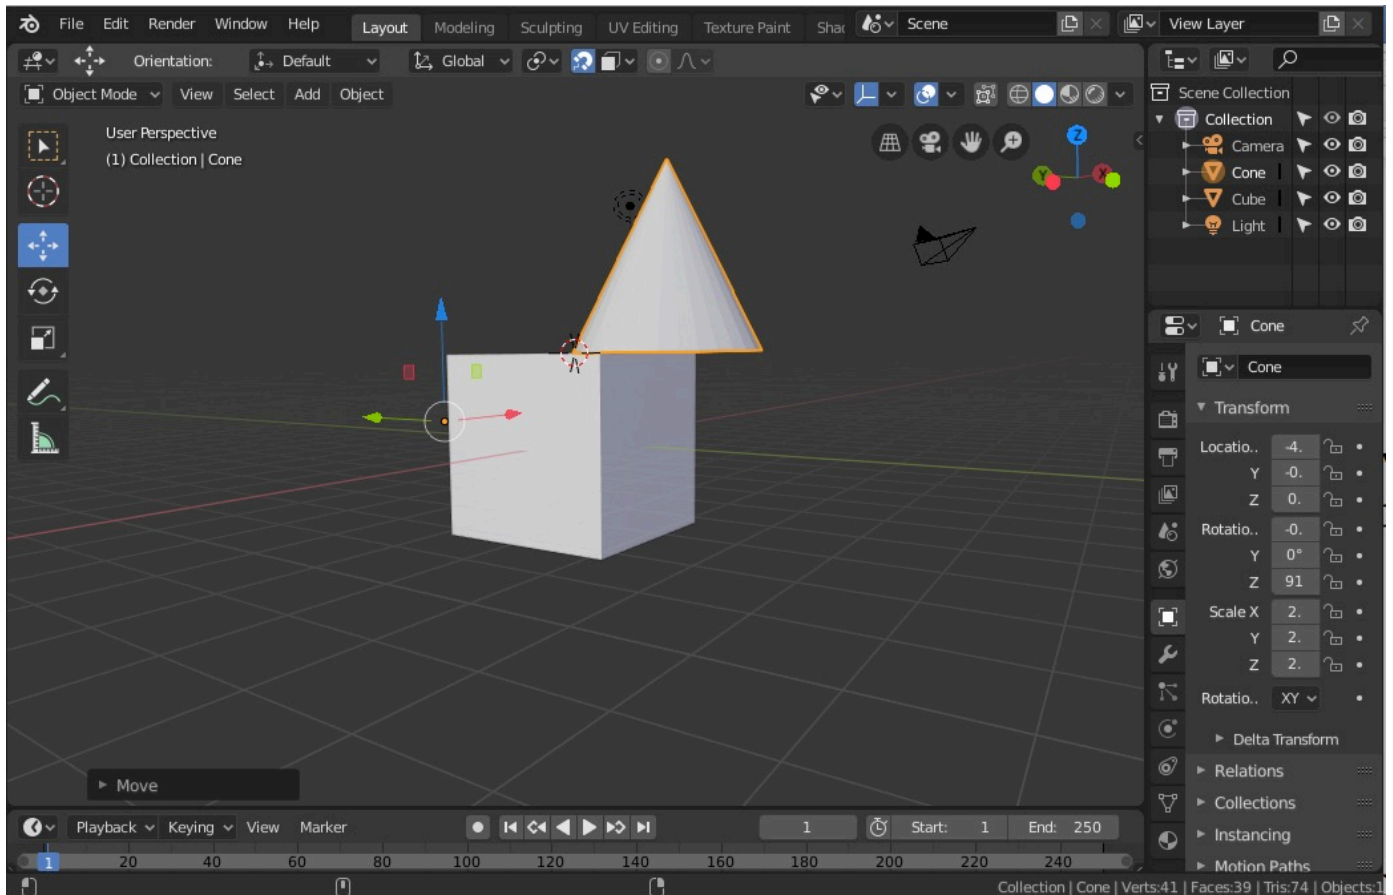 File Edit Render Window Help Layout Modeling Sculpting UV Editing Texture Paint Sha Scene View Layer
Orientation: Default Global
Object Mode View Select Add Object
User Perspective
(1) Collection | Cone
Z
Y X
Move
Scene Collection
Collection
Camera
Cone
Cube
Light
Cone
Cone
Transform
Locatio.. -4.
Y -0.
Z 0.
Rotatio.. -0.
Y 0°
Z 91
Scale X 2.
Y 2.
Z 2.
Rotatio.. XY
Delta Transform
Relations
Collections
Instancing
Motion Paths
Playback Keying View Marker 1 Start: 1 End: 250
1 20 40 60 80 100 120 140 160 180 200 220 240
Collection | Cone | Verts:41 | Faces:39 | Tris:74 | Objects:1